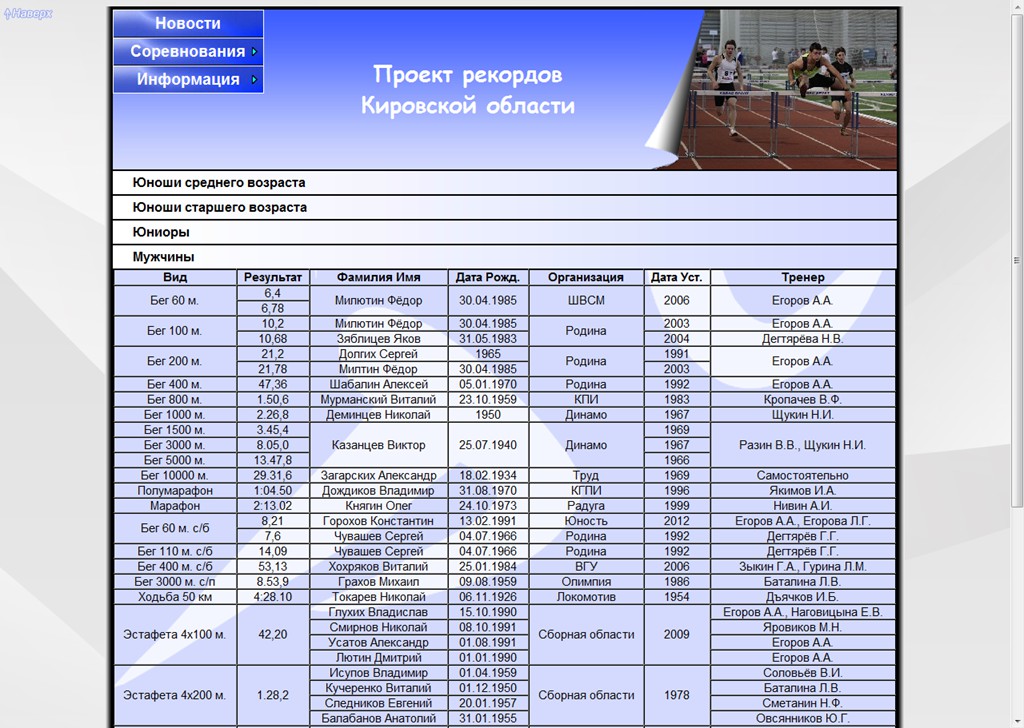 Наверх
Новости
Соревнования
Информация
Проект рекордов
Кировской области
Юноши среднего возраста
Юноши старшего возраста
Юниоры
Мужчины
Вид Результат Фамилия Имя Дата Рожд. Организация Дата Уст. Тренер
Бег 60 м. 6,4 Милютин Фёдор 30.04.1985 ШВСМ 2006 Егоров А.А.
6,78
Бег 100 м. 10,2 Милютин Фёдор 30.04.1985 Родина 2003 Егоров А.А.
10,68 Зяблицев Яков 31.05.1983 2004 Дегтярёва Н.В.
Бег 200 м. 21,2 Долгих Сергей 1965 Родина 1991 Егоров А.А.
21,78 Милтин Фёдор 30.04.1985 2003
Бег 400 м. 47,36 Шабалин Алексей 05.01.1970 Родина 1992 Егоров А.А.
Бег 800 м. 1.50,6 Мурманский Виталий 23.10.1959 КПИ 1983 Кропачев В.Ф.
Бег 1000 м. 2.26,8 Деминцев Николай 1950 Динамо 1967 Щукин Н.И.
Бег 1500 м. 3.45,4 Казанцев Виктор 25.07.1940 Динамо 1969 Разин В.В., Щукин Н.И.
Бег 3000 м. 8.05,0 1967
Бег 5000 м. 13.47,8 1966
Бег 10000 м. 29.31,6 Загарских Александр 18.02.1934 Труд 1969 Самостоятельно
Полумарафон 1:04.50 Дождиков Владимир 31.08.1970 КГПИ 1996 Якимов И.А.
Марафон 2:13.02 Княгин Олег 24.10.1973 Радуга 1999 Нивин А.И.
Бег 60 м. с/б 8,21 Горохов Константин 13.02.1991 Юность 2012 Егоров А.А., Егорова Л.Г.
7,6 Чувашев Сергей 04.07.1966 Родина 1992 Дегтярёв Г.Г.
Бег 110 м. с/б 14,09 Чувашев Сергей 04.07.1966 Родина 1992 Дегтярёв Г.Г.
Бег 400 м. с/б 53,13 Хохряков Виталий 25.01.1984 ВГУ 2006 Зыкин Г.А., Гурина Л.М.
Бег 3000 м. с/п 8.53,9 Грахов Михаил 09.08.1959 Олимпия 1986 Баталина Л.В.
Ходьба 50 км 4:28.10 Токарев Николай 06.11.1926 Локомотив 1954 Дъячков И.Б.
Эстафета 4х100 м. 42,20 Глухих Владислав 15.10.1990 Сборная области 2009 Егоров А.А., Наговицына Е.В.
Смирнов Николай 08.10.1991 Яровиков М.Н.
Усатов Александр 01.08.1991 Егоров А.А.
Лютин Дмитрий 01.01.1990 Егоров А.А.
Эстафета 4х200 м. 1.28,2 Исупов Владимир 01.04.1959 Сборная области 1978 Соловьёв В.И.
Кучеренко Виталий 01.12.1950 Баталина Л.В.
Следников Евгений 20.01.1957 Сметанин Н.Ф.
Балабанов Анатолий 31.01.1955 Овсянников Ю.Г.